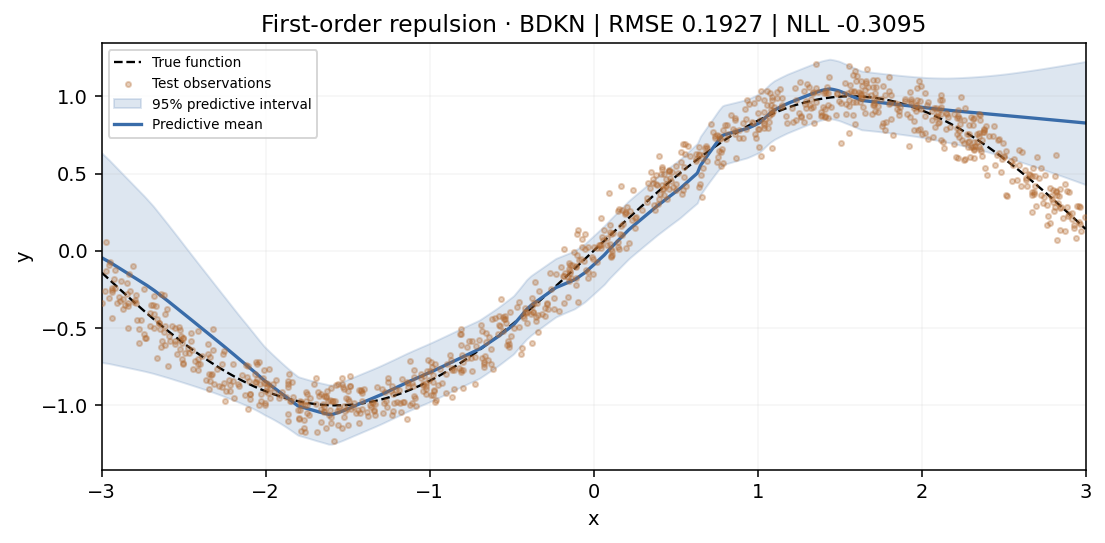 First-order repulsion · BDKN | RMSE 0.1927 | NLL -0.3095
True function
Test observations
95% predictive interval
Predictive mean
y
1.0
0.5
0.0
−0.5
−1.0
−3
−2
−1
0
1
2
3
x